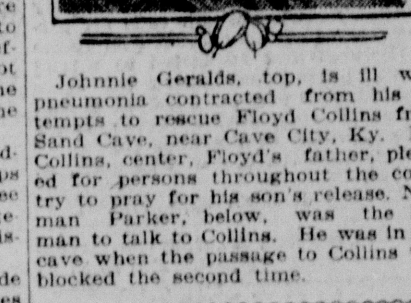 Johnnie Geralds, top, is ill w
pneumonia contracted from his
tempts to rescue Floyd Collins fr
Sand Cave, near Cave City, Ky.
Collins, center, Floyd's father, ple
ed for persons throughout the co
try to pray for his son's release. N
man Parker, below, was the
man to talk to Collins. He was in
cave when the passage to Collins
blocked the second time.